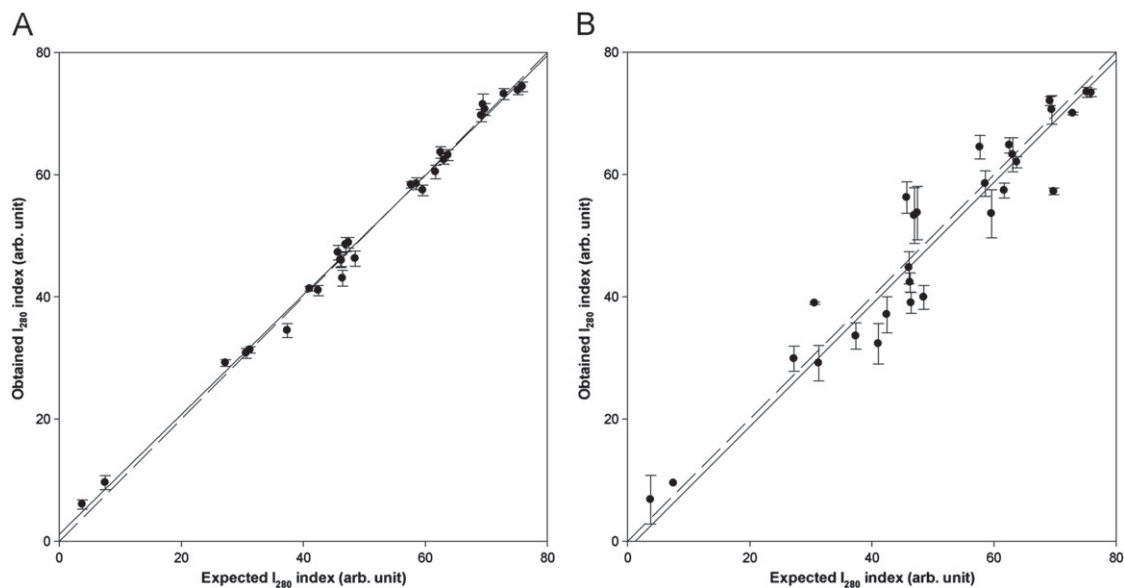 A
B
80
60
40
20
0
Obtained I₂₈₀ index (arb. unit)
0 20 40 60 80
Expected I₂₈₀ index (arb. unit)
80
60
40
20
0
Obtained I₂₈₀ index (arb. unit)
0 20 40 60 80
Expected I₂₈₀ index (arb. unit)